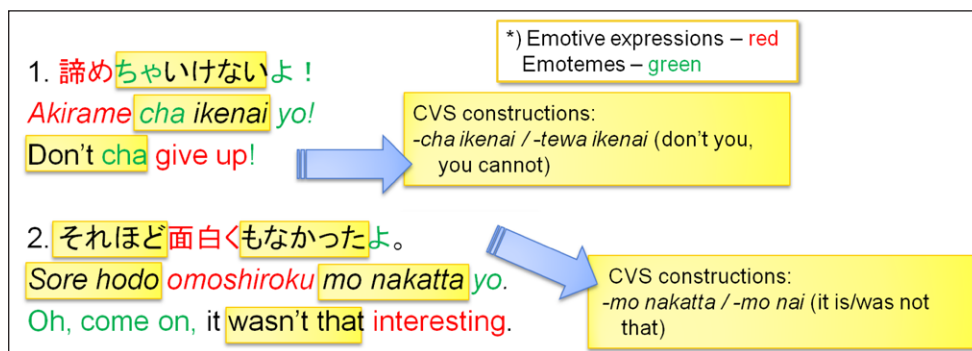 *) Emotive expressions – red
Emotemes – green
1. 諦めちゃいけないよ！
Akirame cha ikenai yo!
Don't cha give up!
CVS constructions:
-cha ikenai / -tewa ikenai (don't you,
you cannot)
2. それほど面白くもなかったよ。
Sore hodo omoshiroku mo nakatta yo.
Oh, come on, it wasn't that interesting.
CVS constructions:
-mo nakatta / -mo nai (it is/was not
that)